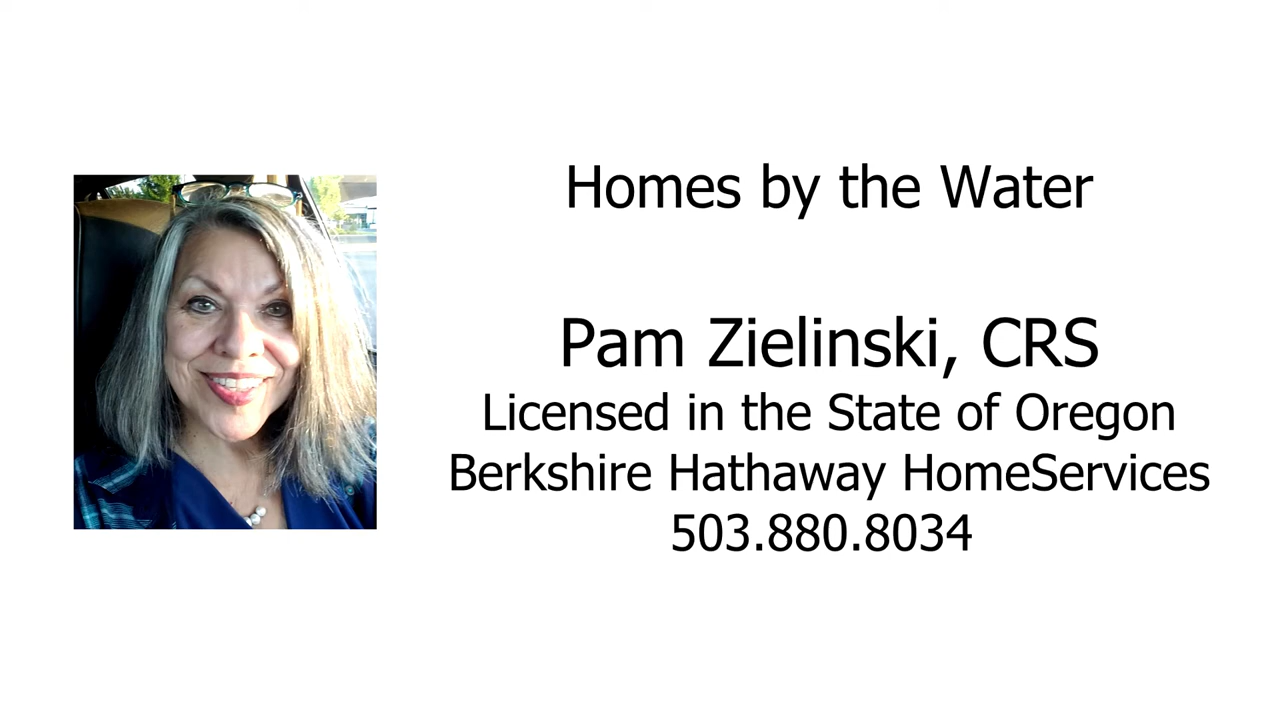 Homes by the Water
Pam Zielinski, CRS
Licensed in the State of Oregon
Berkshire Hathaway HomeServices
503.880.8034